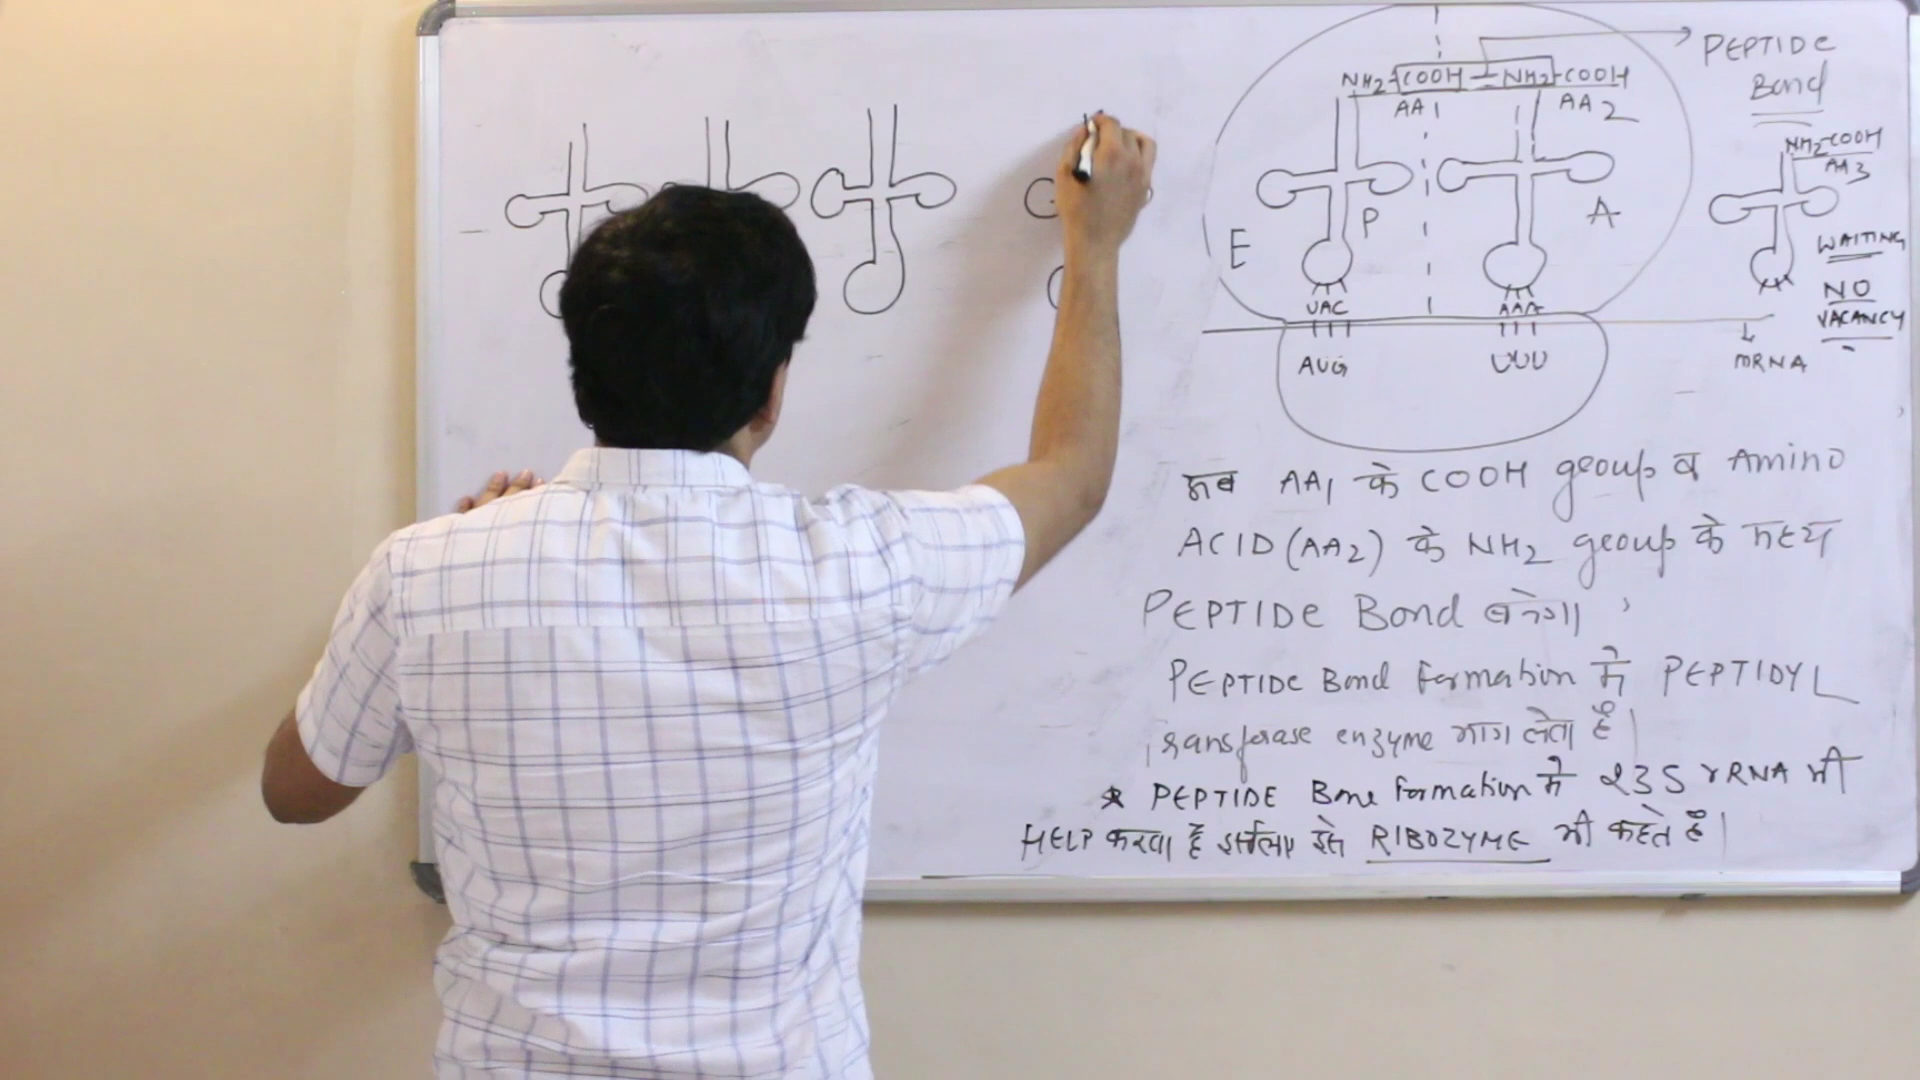 PEPTIDE
Bond
NH2-COOH — NH2-COOH
AA1
AA2
NH2-COOH
AA3
P
A
E
WAITING
NO
VACANCY
UAC
AAA
AUG
UUU
mRNA
अब AA1 के COOH group व Amino
ACID (AA2) के NH2 group के मध्य
PEPTIDE Bond बनेगा,
PEPTIDE Bond formation में PEPTIDYL
Transferase enzyme भाग लेता है।
* PEPTIDE Bone formation में 23S rRNA भी
HELP करता है इसलिए इसे RIBOZYME भी कहते है।